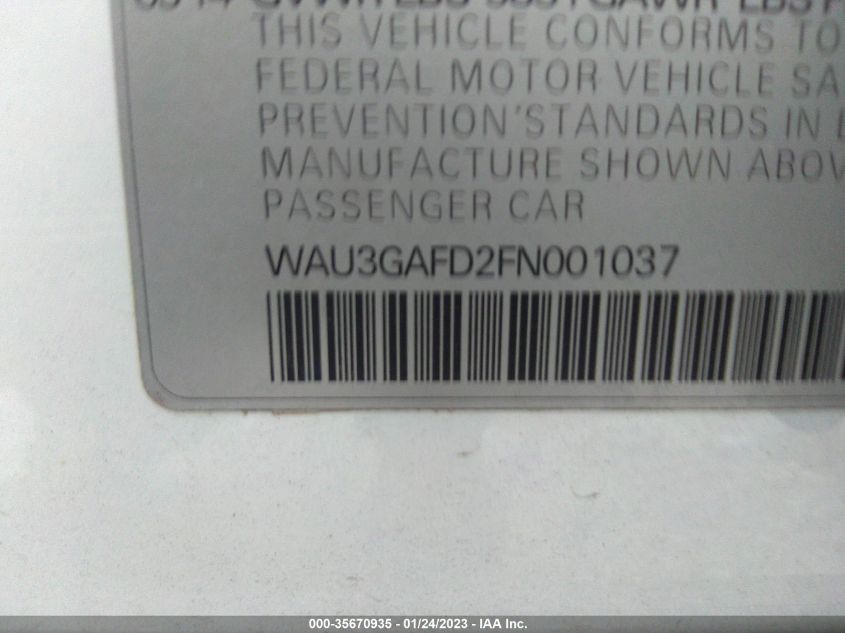 THIS VEHICLE CONFORMS TO
FEDERAL MOTOR VEHICLE SA
PREVENTION STANDARDS IN
MANUFACTURE SHOWN ABOV
PASSENGER CAR
WAU3GAFD2FN001037
000-35670935 - 01/24/2023 - IAA Inc.